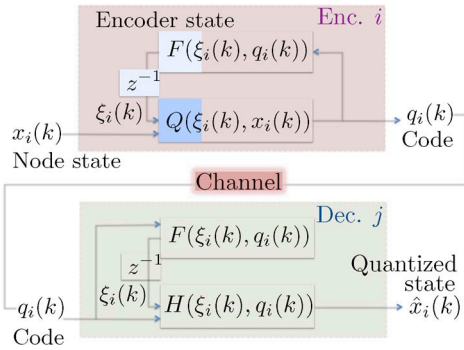 Encoder state
Enc. i
F(ξᵢ(k), qᵢ(k))
z⁻¹
ξᵢ(k)
Q(ξᵢ(k), xᵢ(k))
xᵢ(k)
Node state
qᵢ(k)
Code
Channel
Dec. j
F(ξᵢ(k), qᵢ(k))
z⁻¹
ξᵢ(k)
H(ξᵢ(k), qᵢ(k))
qᵢ(k)
Code
Quantized
state
x̂ᵢ(k)